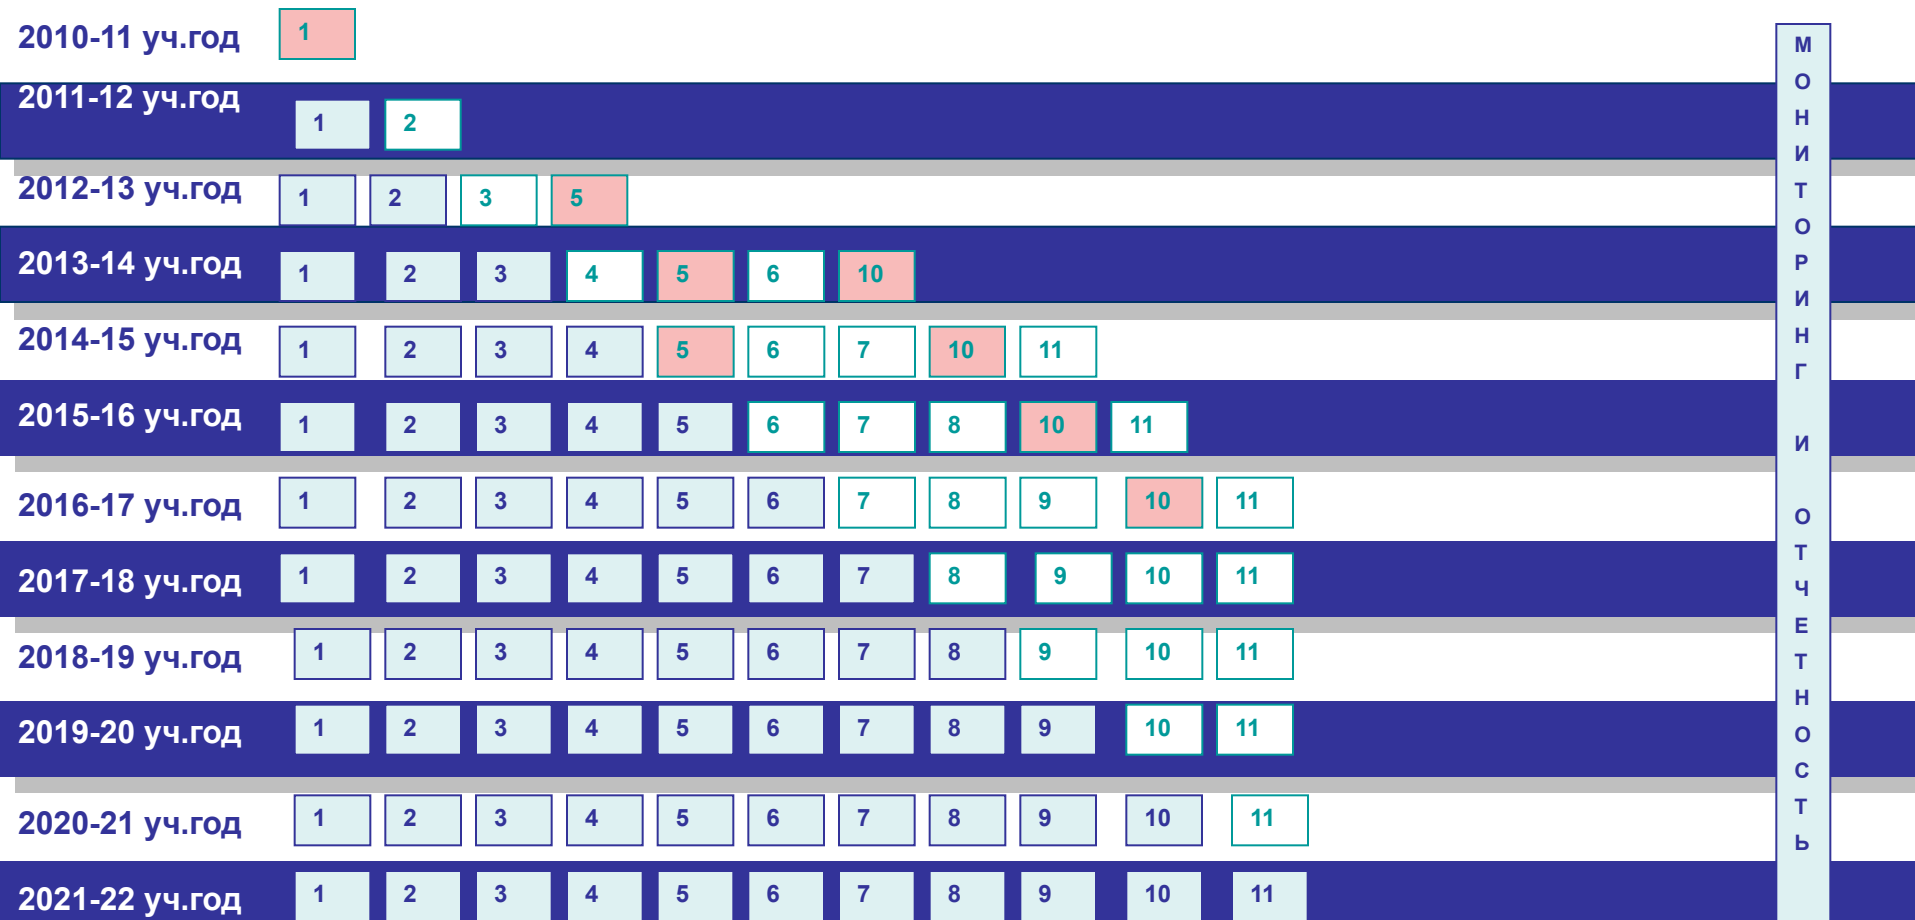 2010-11 уч.год 1
2011-12 уч.год 1 2
2012-13 уч.год 1 2 3 5
2013-14 уч.год 1 2 3 4 5 6 10
2014-15 уч.год 1 2 3 4 5 6 7 10 11
2015-16 уч.год 1 2 3 4 5 6 7 8 10 11
2016-17 уч.год 1 2 3 4 5 6 7 8 9 10 11
2017-18 уч.год 1 2 3 4 5 6 7 8 9 10 11
2018-19 уч.год 1 2 3 4 5 6 7 8 9 10 11
2019-20 уч.год 1 2 3 4 5 6 7 8 9 10 11
2020-21 уч.год 1 2 3 4 5 6 7 8 9 10 11
2021-22 уч.год 1 2 3 4 5 6 7 8 9 10 11
МОНИТОРИНГ И ОТЧЕТНОСТЬ